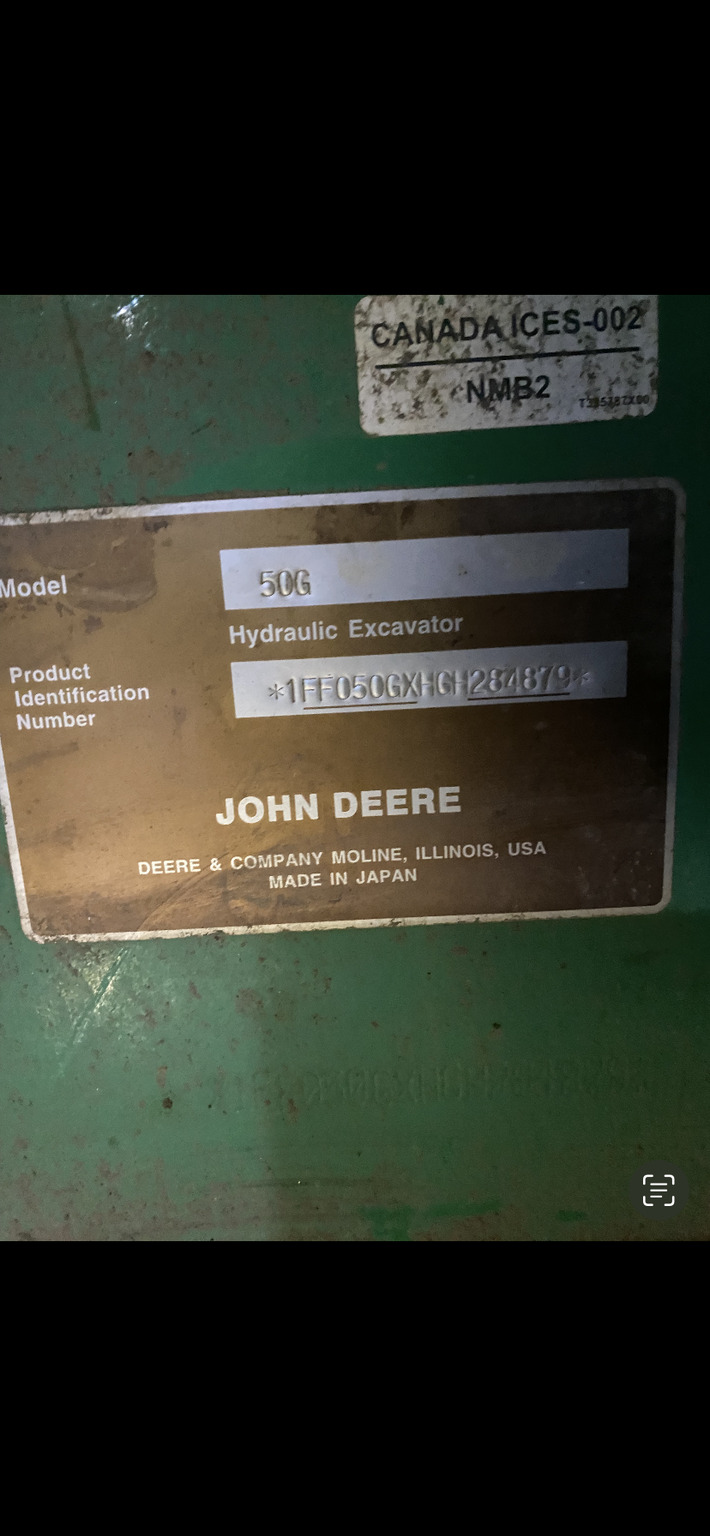 CANADA ICES-002
NMB2
Model 50G
Hydraulic Excavator
Product
Identification
Number
*1FF050GXHGH284879*
JOHN DEERE
DEERE & COMPANY MOLINE, ILLINOIS, USA
MADE IN JAPAN